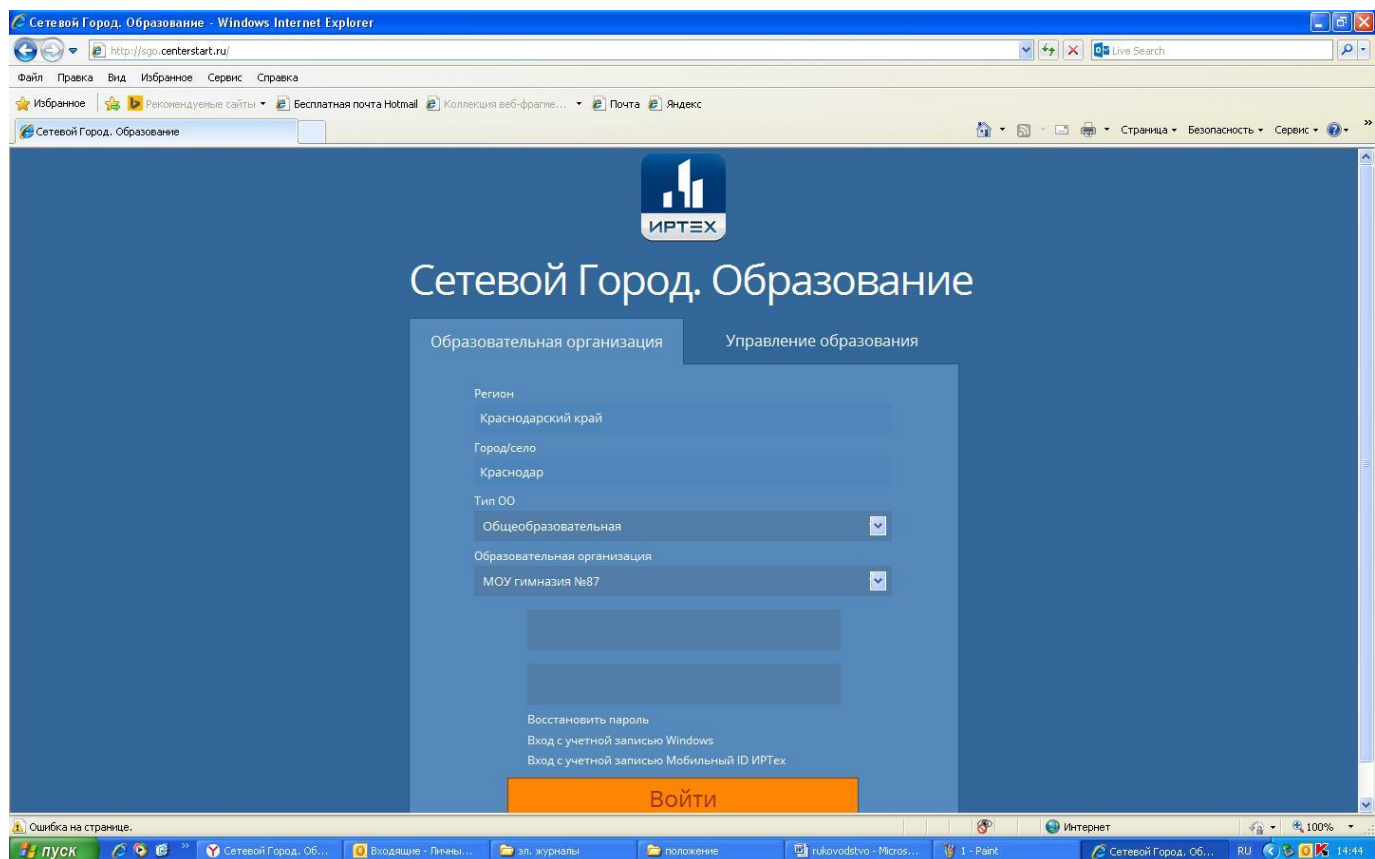 Сетевой Город. Образование - Windows Internet Explorer
http://sgo.centerstart.ru/
Live Search
Файл Правка Вид Избранное Сервис Справка
Избранное Рекомендуемые сайты Бесплатная почта Hotmail Коллекция веб-фрагме... Почта Яндекс
Сетевой Город. Образование Страница Безопасность Сервис »
ИРТЕХ
Сетевой Город. Образование
Образовательная организация Управление образования
Регион
Краснодарский край
Город/село
Краснодар
Тип ОО
Общеобразовательная
Образовательная организация
МОУ гимназия №87
Восстановить пароль
Вход с учетной записью Windows
Вход с учетной записью Мобильный ID ИРТех
Войти
Ошибка на странице. Интернет 100%
пуск » Сетевой Город. Об... Входящие - Личны... эл. журналы положение rukovodstvo - Micros... 1 - Paint Сетевой Город. Об... RU 14:44